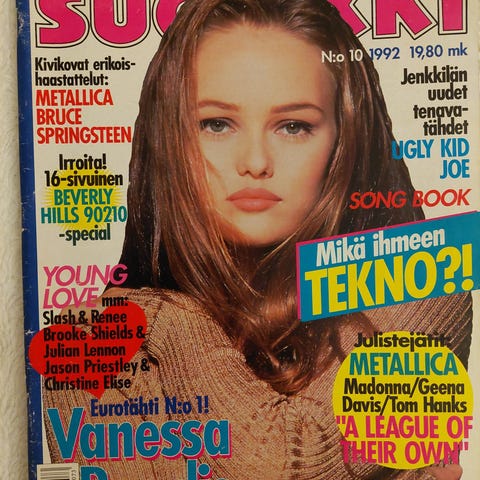 N:o 10 1992 19,80 mk
Kivikovat erikois-
haastattelut:
METALLICA
BRUCE
SPRINGSTEEN
Jenkkilän
uudet
tenava-
tähdet
UGLY KID
JOE
Irroita!
16-sivuinen
BEVERLY
HILLS 90210
-special
SONG BOOK
Mikä ihmeen
TEKNO?!
YOUNG
LOVE mm:
Slash & Renee
Brooke Shields &
Julian Lennon
Jason Priestley &
Christine Elise
Julistejätit:
METALLICA
Madonna/Geena
Davis/Tom Hanks
"A LEAGUE OF
THEIR OWN"
Eurotähti N:o 1!
Vanessa